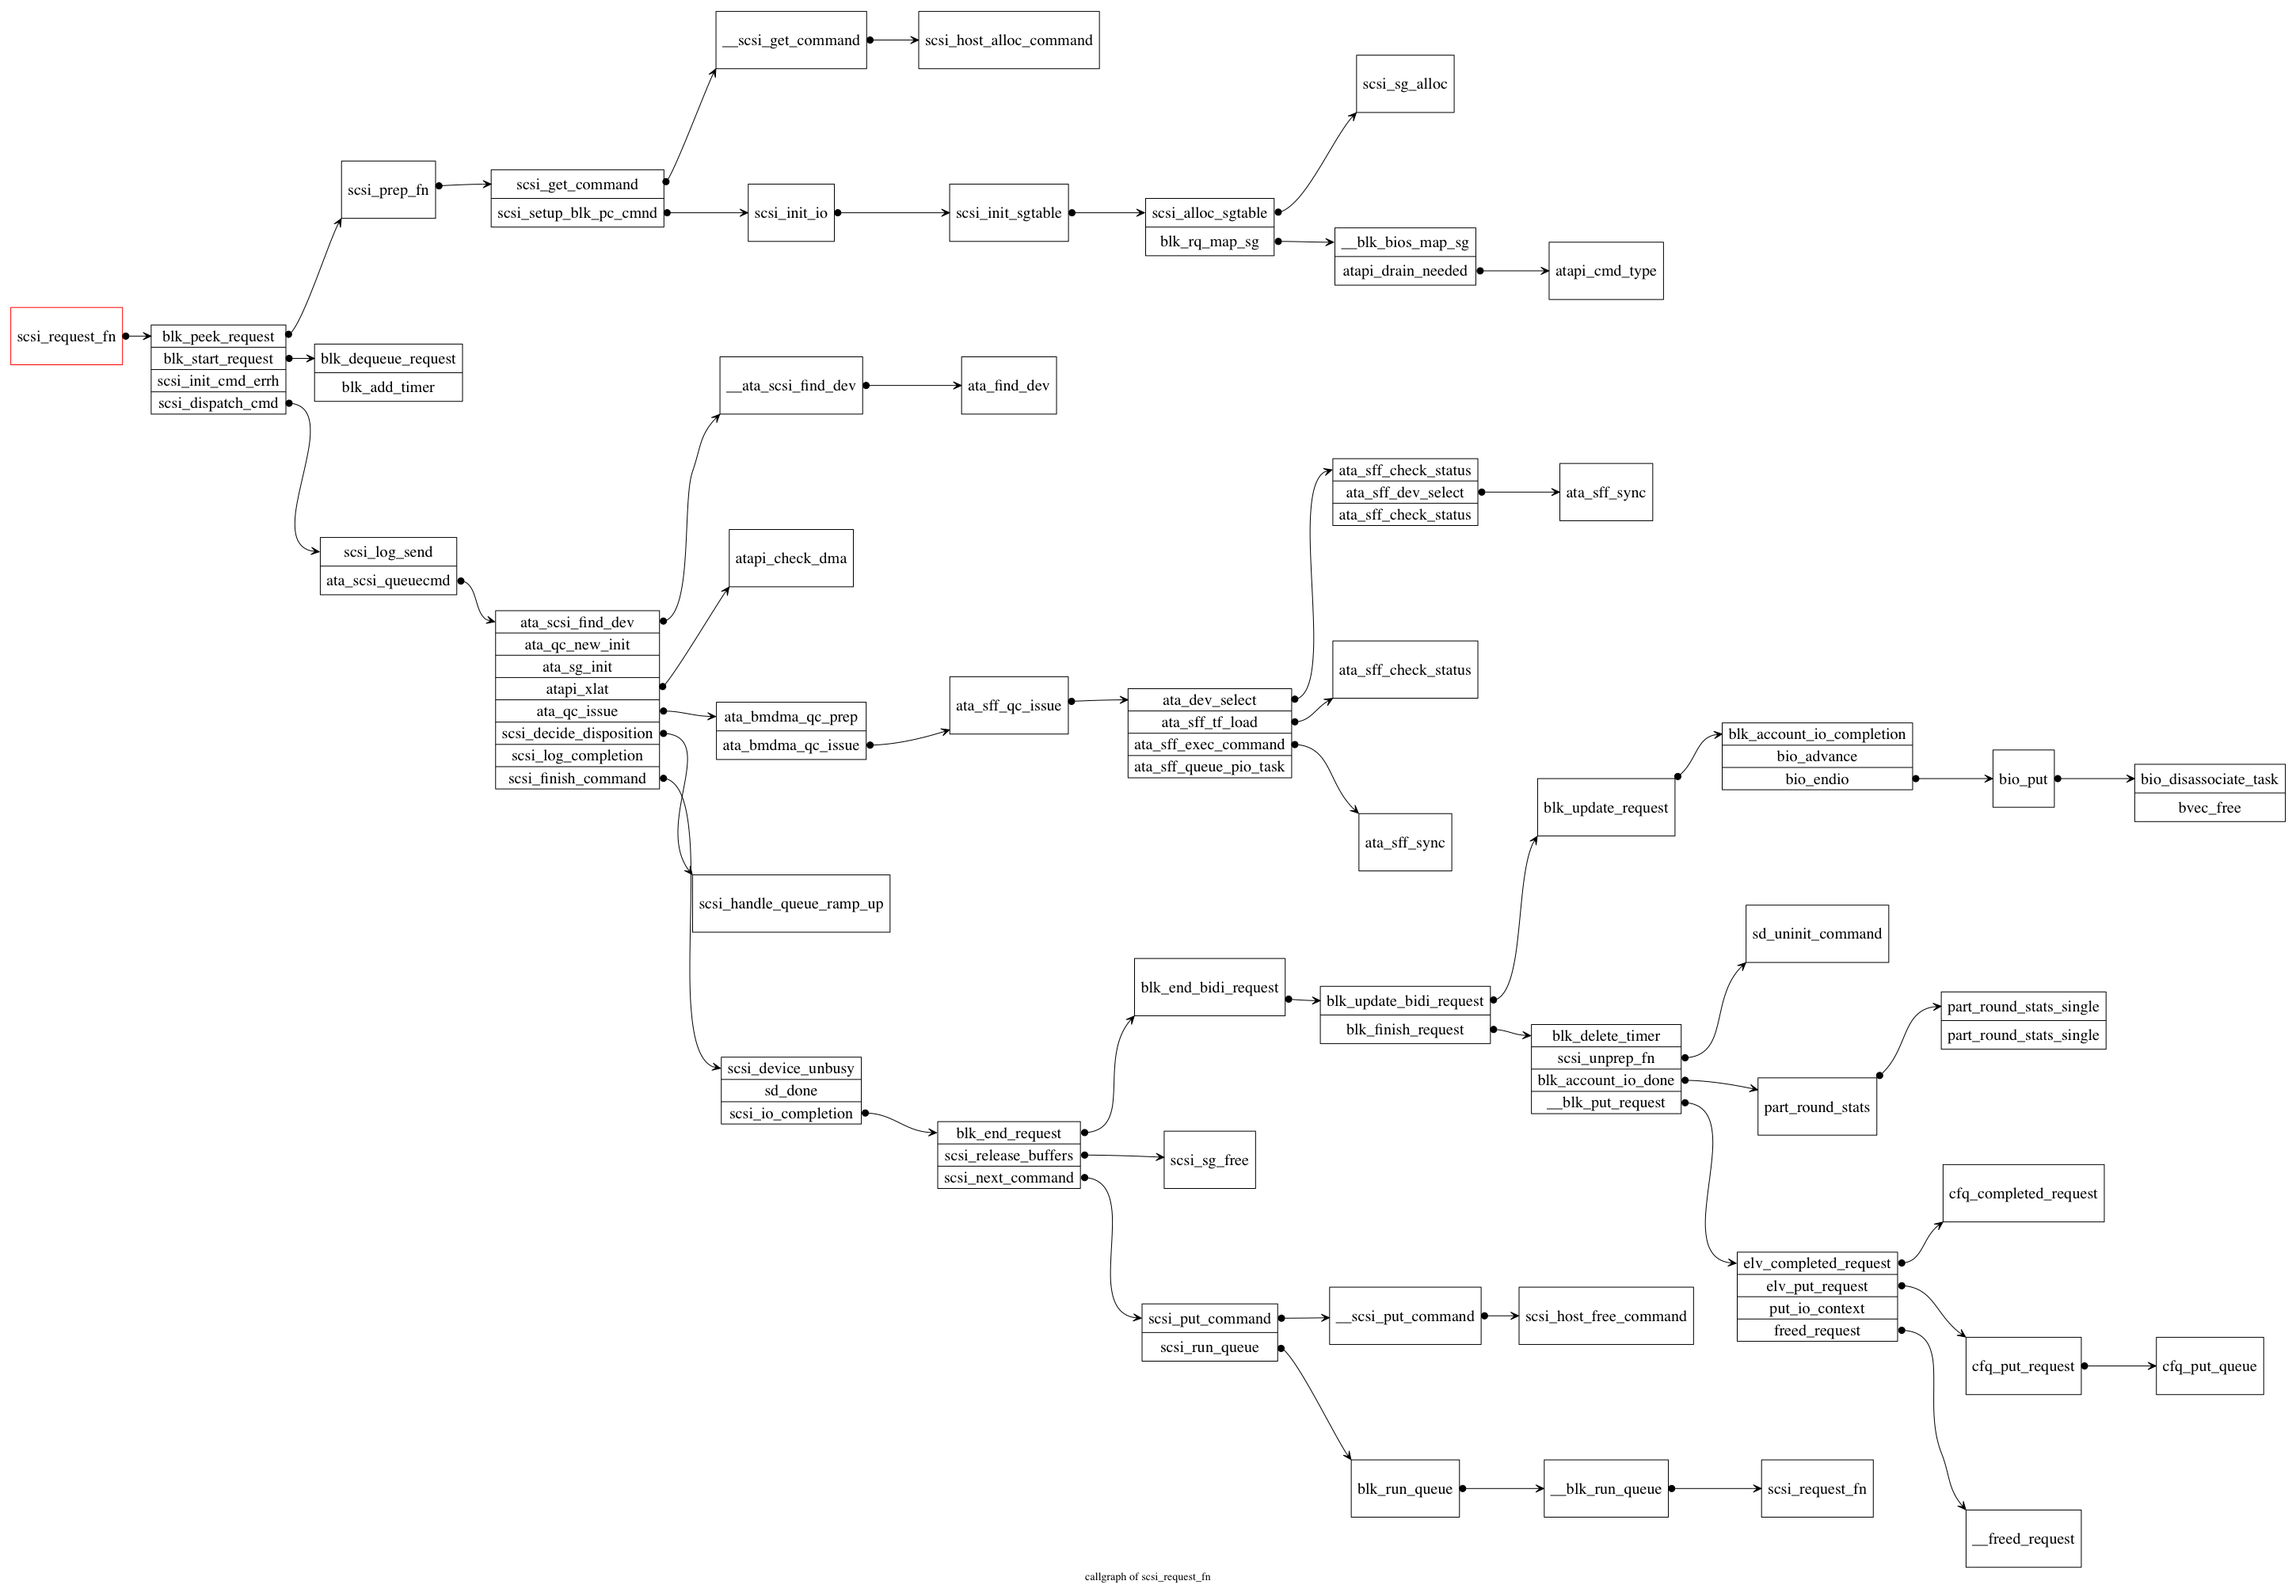 __scsi_get_command
scsi_host_alloc_command
scsi_sg_alloc
scsi_prep_fn
scsi_get_command
scsi_setup_blk_pc_cmnd
scsi_init_io
scsi_init_sgtable
scsi_alloc_sgtable
blk_rq_map_sg
__blk_bios_map_sg
atapi_drain_needed
atapi_cmd_type
scsi_request_fn
blk_peek_request
blk_start_request
scsi_init_cmd_errh
scsi_dispatch_cmd
blk_dequeue_request
blk_add_timer
__ata_scsi_find_dev
ata_find_dev
ata_sff_check_status
ata_sff_dev_select
ata_sff_check_status
ata_sff_sync
scsi_log_send
ata_scsi_queuecmd
atapi_check_dma
ata_scsi_find_dev
ata_qc_new_init
ata_sg_init
atapi_xlat
ata_qc_issue
scsi_decide_disposition
scsi_log_completion
scsi_finish_command
ata_bmdma_qc_prep
ata_bmdma_qc_issue
ata_sff_qc_issue
ata_dev_select
ata_sff_tf_load
ata_sff_exec_command
ata_sff_queue_pio_task
ata_sff_check_status
ata_sff_sync
blk_update_request
blk_account_io_completion
bio_advance
bio_endio
bio_put
bio_disassociate_task
bvec_free
scsi_handle_queue_ramp_up
scsi_device_unbusy
sd_done
scsi_io_completion
blk_end_request
scsi_release_buffers
scsi_next_command
blk_end_bidi_request
scsi_sg_free
blk_update_bidi_request
blk_finish_request
blk_delete_timer
scsi_unprep_fn
blk_account_io_done
__blk_put_request
sd_uninit_command
part_round_stats
part_round_stats_single
part_round_stats_single
cfq_completed_request
elv_completed_request
elv_put_request
put_io_context
freed_request
cfq_put_request
cfq_put_queue
__freed_request
scsi_put_command
scsi_run_queue
__scsi_put_command
scsi_host_free_command
blk_run_queue
__blk_run_queue
scsi_request_fn
callgraph of scsi_request_fn